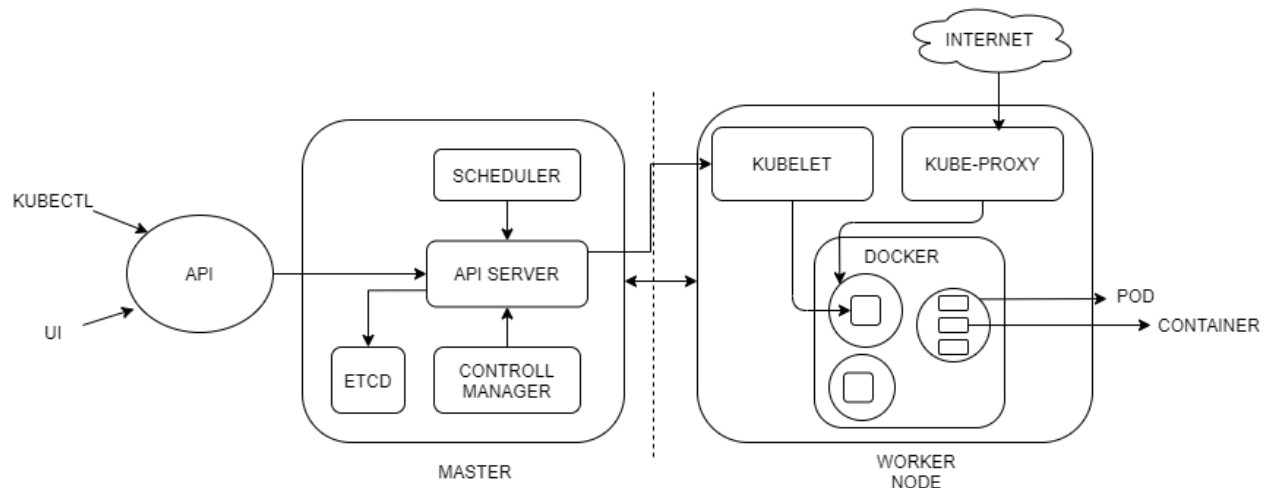 INTERNET
KUBECTL
UI
API
SCHEDULER
API SERVER
ETCD
CONTROLL
MANAGER
MASTER
KUBELET
KUBE-PROXY
DOCKER
POD
CONTAINER
WORKER
NODE